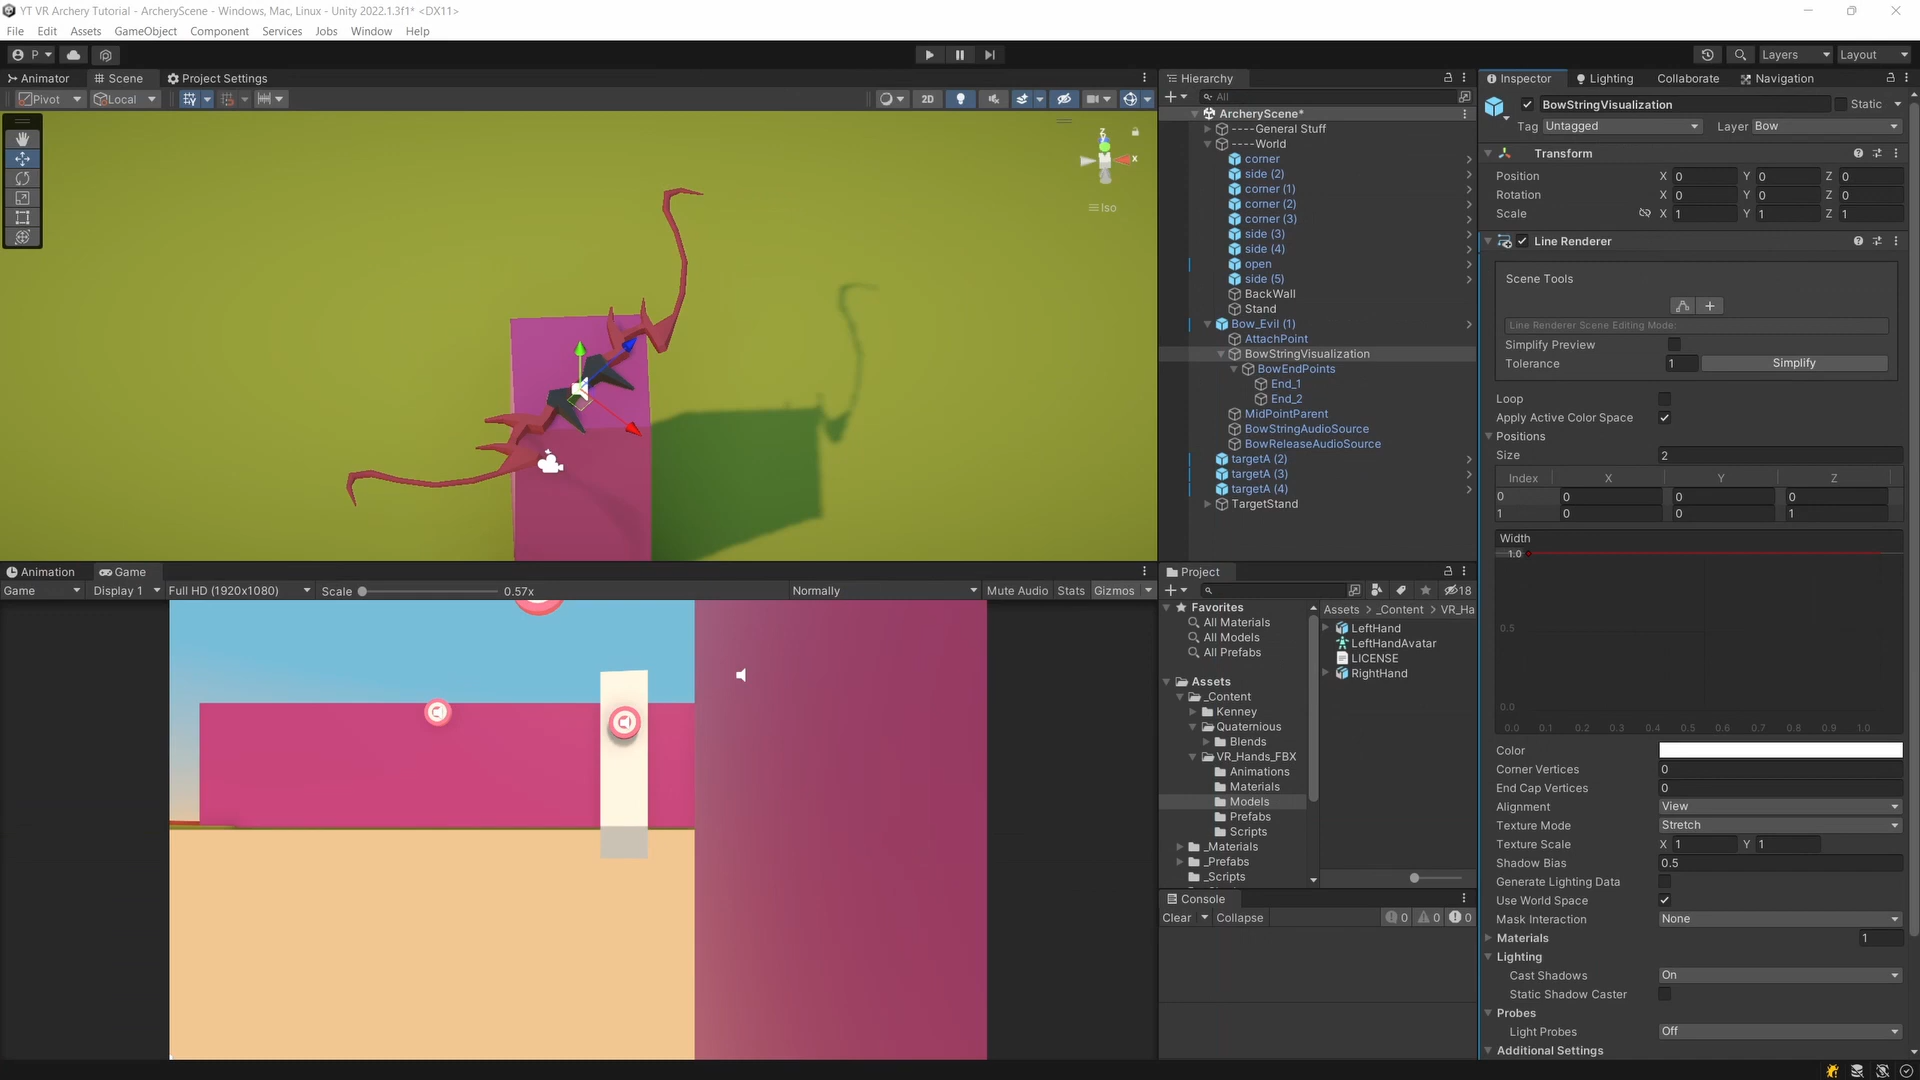 YT VR Archery Tutorial - ArcheryScene - Windows, Mac, Linux - Unity 2022.1.3f1* <DX11>
File Edit Assets GameObject Component Services Jobs Window Help
P Layers Layout
Animator Scene Project Settings
Pivot Local 2D
z
x
Iso
Hierarchy
All
ArcheryScene*
----General Stuff
----World
corner
side (2)
corner (1)
corner (2)
corner (3)
side (3)
side (4)
open
side (5)
BackWall
Stand
Bow_Evil (1)
AttachPoint
BowStringVisualization
BowEndPoints
End_1
End_2
MidPointParent
BowStringAudioSource
BowReleaseAudioSource
targetA (2)
targetA (3)
targetA (4)
TargetStand
Animation Game
Game Display 1 Full HD (1920x1080) Scale 0.57x Normally Mute Audio Stats Gizmos
Project
18
Favorites
All Materials
All Models
All Prefabs
Assets
_Content
Kenney
Quaternious
Blends
VR_Hands_FBX
Animations
Materials
Models
Prefabs
Scripts
_Materials
_Prefabs
_Scripts
Assets > _Content > VR_Ha
LeftHand
LeftHandAvatar
LICENSE
RightHand
Console
Clear Collapse 0 0 0
Inspector Lighting Collaborate Navigation
BowStringVisualization Static
Tag Untagged Layer Bow
Transform
Position X 0 Y 0 Z 0
Rotation X 0 Y 0 Z 0
Scale X 1 Y 1 Z 1
Line Renderer
Scene Tools
Line Renderer Scene Editing Mode:
Simplify Preview
Tolerance 1 Simplify
Loop
Apply Active Color Space
Positions
Size 2
Index X Y Z
0 0 0 0
1 0 0 1
Width
1.0
0.5
0.0
0.0 0.1 0.2 0.3 0.4 0.5 0.6 0.7 0.8 0.9 1.0
Color
Corner Vertices 0
End Cap Vertices 0
Alignment View
Texture Mode Stretch
Texture Scale X 1 Y 1
Shadow Bias 0.5
Generate Lighting Data
Use World Space
Mask Interaction None
Materials 1
Lighting
Cast Shadows On
Static Shadow Caster
Probes
Light Probes Off
Additional Settings